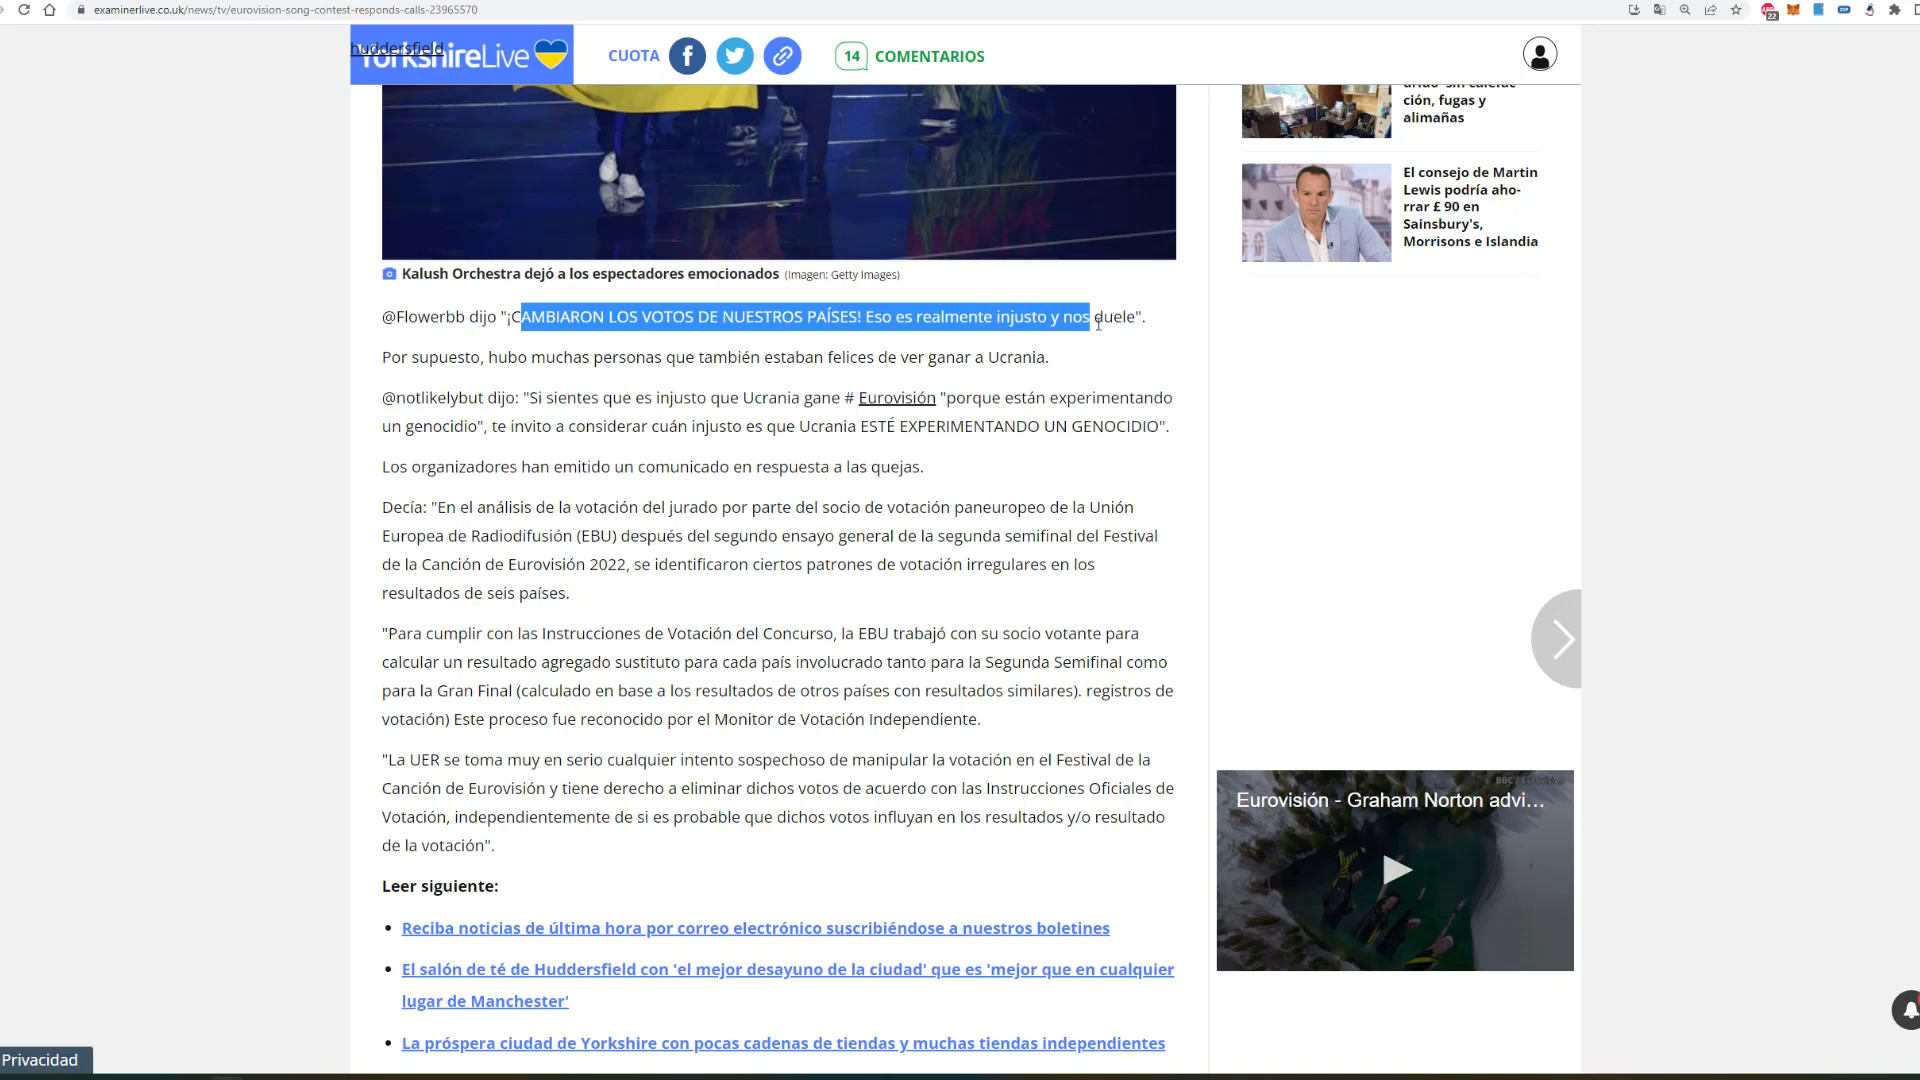 examinerlive.co.uk/news/tv/eurovision-song-contest-responds-calls-23965570
22
huddersfield
YorkshireLive
CUOTA
14 COMENTARIOS
ción, fugas y
alimañas
El consejo de Martin
Lewis podría aho-
rrar £ 90 en
Sainsbury's,
Morrisons e Islandia
Kalush Orchestra dejó a los espectadores emocionados (Imagen: Getty Images)
@Flowerbb dijo "¡CAMBIARON LOS VOTOS DE NUESTROS PAÍSES! Eso es realmente injusto y nos duele".
Por supuesto, hubo muchas personas que también estaban felices de ver ganar a Ucrania.
@notlikelybut dijo: "Si sientes que es injusto que Ucrania gane # Eurovisión "porque están experimentando
un genocidio", te invito a considerar cuán injusto es que Ucrania ESTÉ EXPERIMENTANDO UN GENOCIDIO".
Los organizadores han emitido un comunicado en respuesta a las quejas.
Decía: "En el análisis de la votación del jurado por parte del socio de votación paneuropeo de la Unión
Europea de Radiodifusión (EBU) después del segundo ensayo general de la segunda semifinal del Festival
de la Canción de Eurovisión 2022, se identificaron ciertos patrones de votación irregulares en los
resultados de seis países.
"Para cumplir con las Instrucciones de Votación del Concurso, la EBU trabajó con su socio votante para
calcular un resultado agregado sustituto para cada país involucrado tanto para la Segunda Semifinal como
para la Gran Final (calculado en base a los resultados de otros países con resultados similares). registros de
votación) Este proceso fue reconocido por el Monitor de Votación Independiente.
"La UER se toma muy en serio cualquier intento sospechoso de manipular la votación en el Festival de la
Canción de Eurovisión y tiene derecho a eliminar dichos votos de acuerdo con las Instrucciones Oficiales de
Votación, independientemente de si es probable que dichos votos influyan en los resultados y/o resultado
de la votación".
BBC / Eurovision
Eurovisión - Graham Norton advi...
Leer siguiente:
Reciba noticias de última hora por correo electrónico suscribiéndose a nuestros boletines
El salón de té de Huddersfield con 'el mejor desayuno de la ciudad' que es 'mejor que en cualquier
lugar de Manchester'
La próspera ciudad de Yorkshire con pocas cadenas de tiendas y muchas tiendas independientes
Privacidad